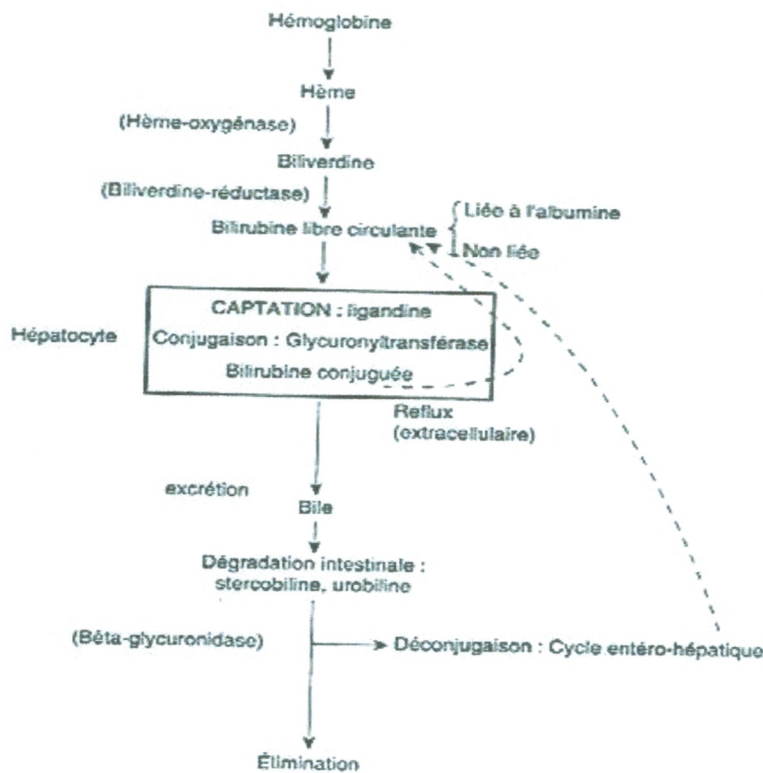 Hémoglobine
Hème
(Hème-oxygénase)
Biliverdine
(Biliverdine-réductase)
Bilirubine libre circulante
Liée à l'albumine
Non liée
Hépatocyte
CAPTATION : ligandine
Conjugaison : Glycuronyltransférase
Bilirubine conjuguée
Reflux
(extracellulaire)
excrétion
Bile
Dégradation intestinale :
stercobiline, urobiline
(Bêta-glycuronidase)
Déconjugaison : Cycle entéro-hépatique
Élimination